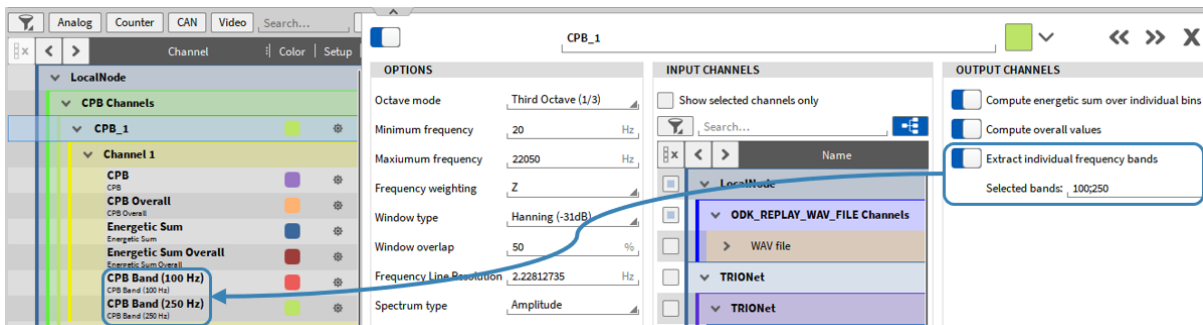 Analog Counter CAN Video Search...
Channel Color Setup
LocalNode
CPB Channels
CPB_1
Channel 1
CPB
CPB
CPB Overall
CPB Overall
Energetic Sum
Energetic Sum
Energetic Sum Overall
Energetic Sum Overall
CPB Band (100 Hz)
CPB Band (100 Hz)
CPB Band (250 Hz)
CPB Band (250 Hz)
CPB_1
OPTIONS
Octave mode Third Octave (1/3)
Minimum frequency 20 Hz
Maxiumum frequency 22050 Hz
Frequency weighting Z
Window type Hanning (-31dB)
Window overlap 50 %
Frequency Line Resolution 2.22812735 Hz
Spectrum type Amplitude
INPUT CHANNELS
Show selected channels only
Search...
Name
LocalNode
ODK_REPLAY_WAV_FILE Channels
WAV file
TRIONet
TRIONet
OUTPUT CHANNELS
Compute energetic sum over individual bins
Compute overall values
Extract individual frequency bands
Selected bands: 100;250